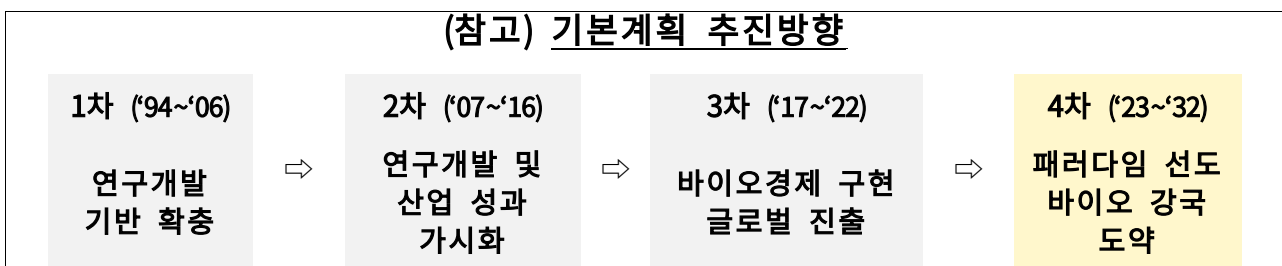 (참고) 기본계획 추진방향
1차 (‘94~‘06)
연구개발
기반 확충
⇨
2차 (‘07~‘16)
연구개발 및
산업 성과
가시화
⇨
3차 (‘17~‘22)
바이오경제 구현
글로벌 진출
⇨
4차 (‘23~‘32)
패러다임 선도
바이오 강국
도약